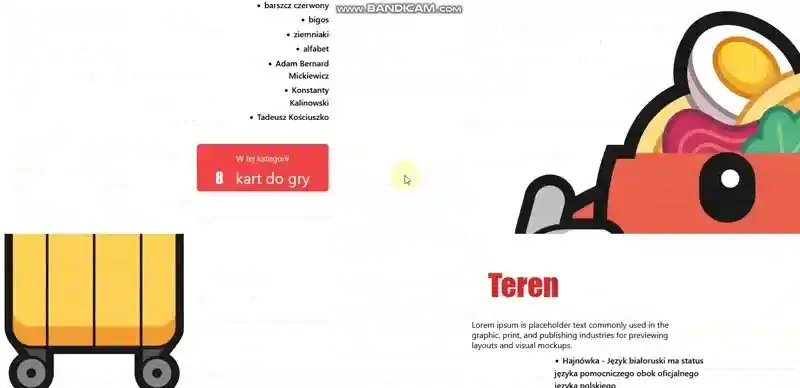 www.BANDICAM.com
• barszcz czerwony
• bigos
• ziemniaki
• alfabet
• Adam Bernard
Mickiewicz
• Konstanty
Kalinowski
• Tadeusz Kościuszko
W tej kategorii
8 kart do gry
Teren
Lorem ipsum is placeholder text commonly used in the
graphic, print, and publishing industries for previewing
layouts and visual mockups.
• Hajnówka - Język białoruski ma status
języka pomocniczego obok oficjalnego
języka polskiego